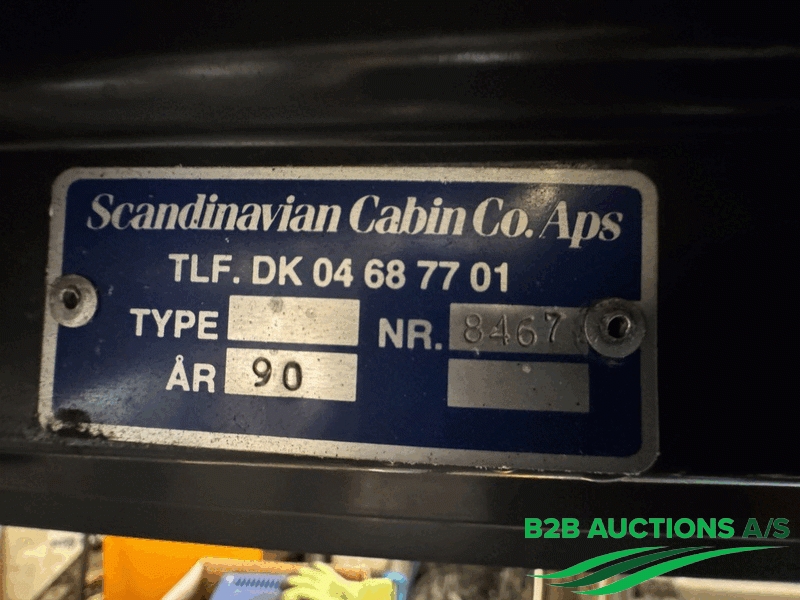 Scandinavian Cabin Co. Aps
TLF. DK 04 68 77 01
TYPE
NR. 8467
ÅR 90
B2B AUCTIONS A/S